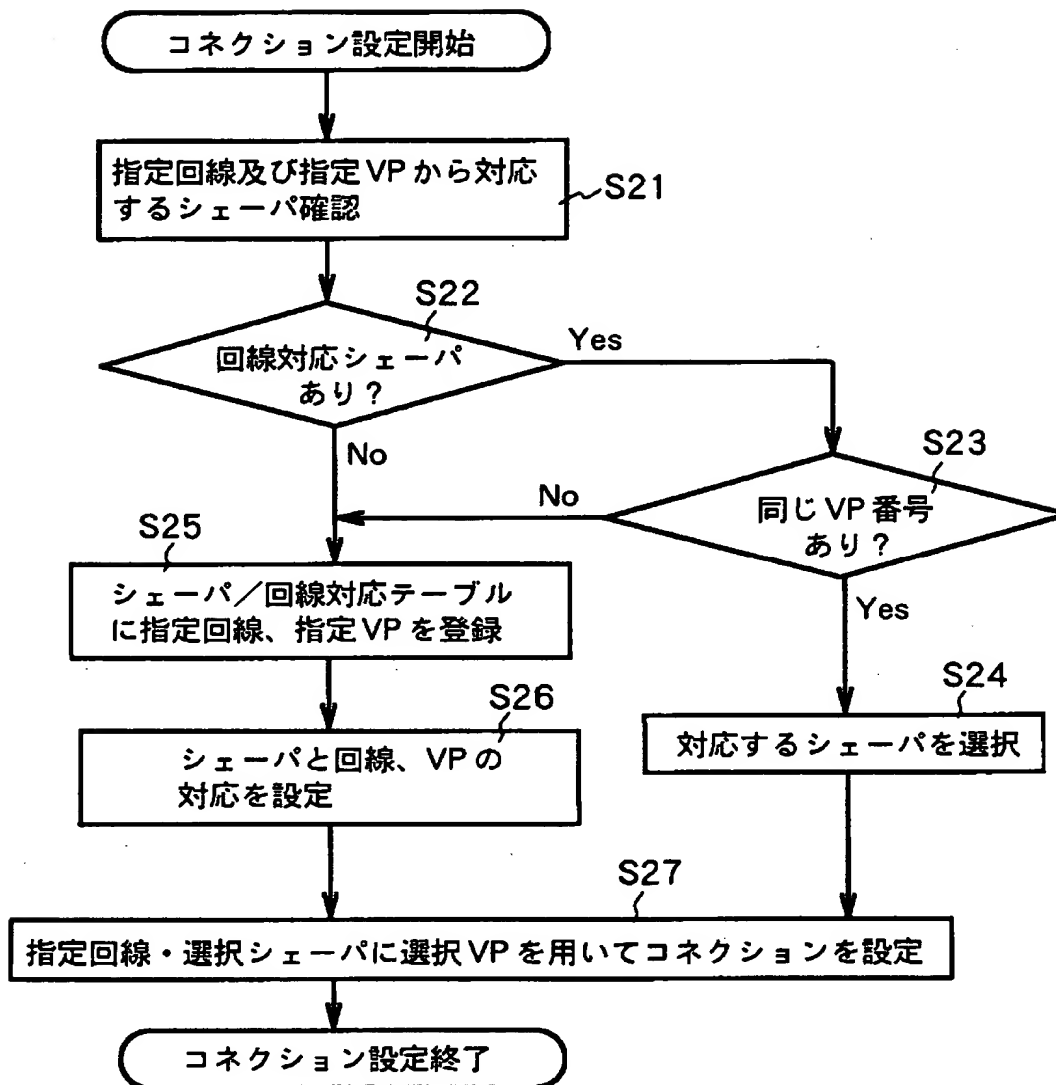 コネクション設定開始
指定回線及び指定VPから対応
するシェーパ確認
S21
S22
回線対応シェーパ
あり？
Yes
No
S23
同じVP番号
あり？
No
Yes
S25
シェーパ／回線対応テーブル
に指定回線、指定VPを登録
S24
対応するシェーパを選択
S26
シェーパと回線、VPの
対応を設定
S27
指定回線・選択シェーパに選択VPを用いてコネクションを設定
コネクション設定終了